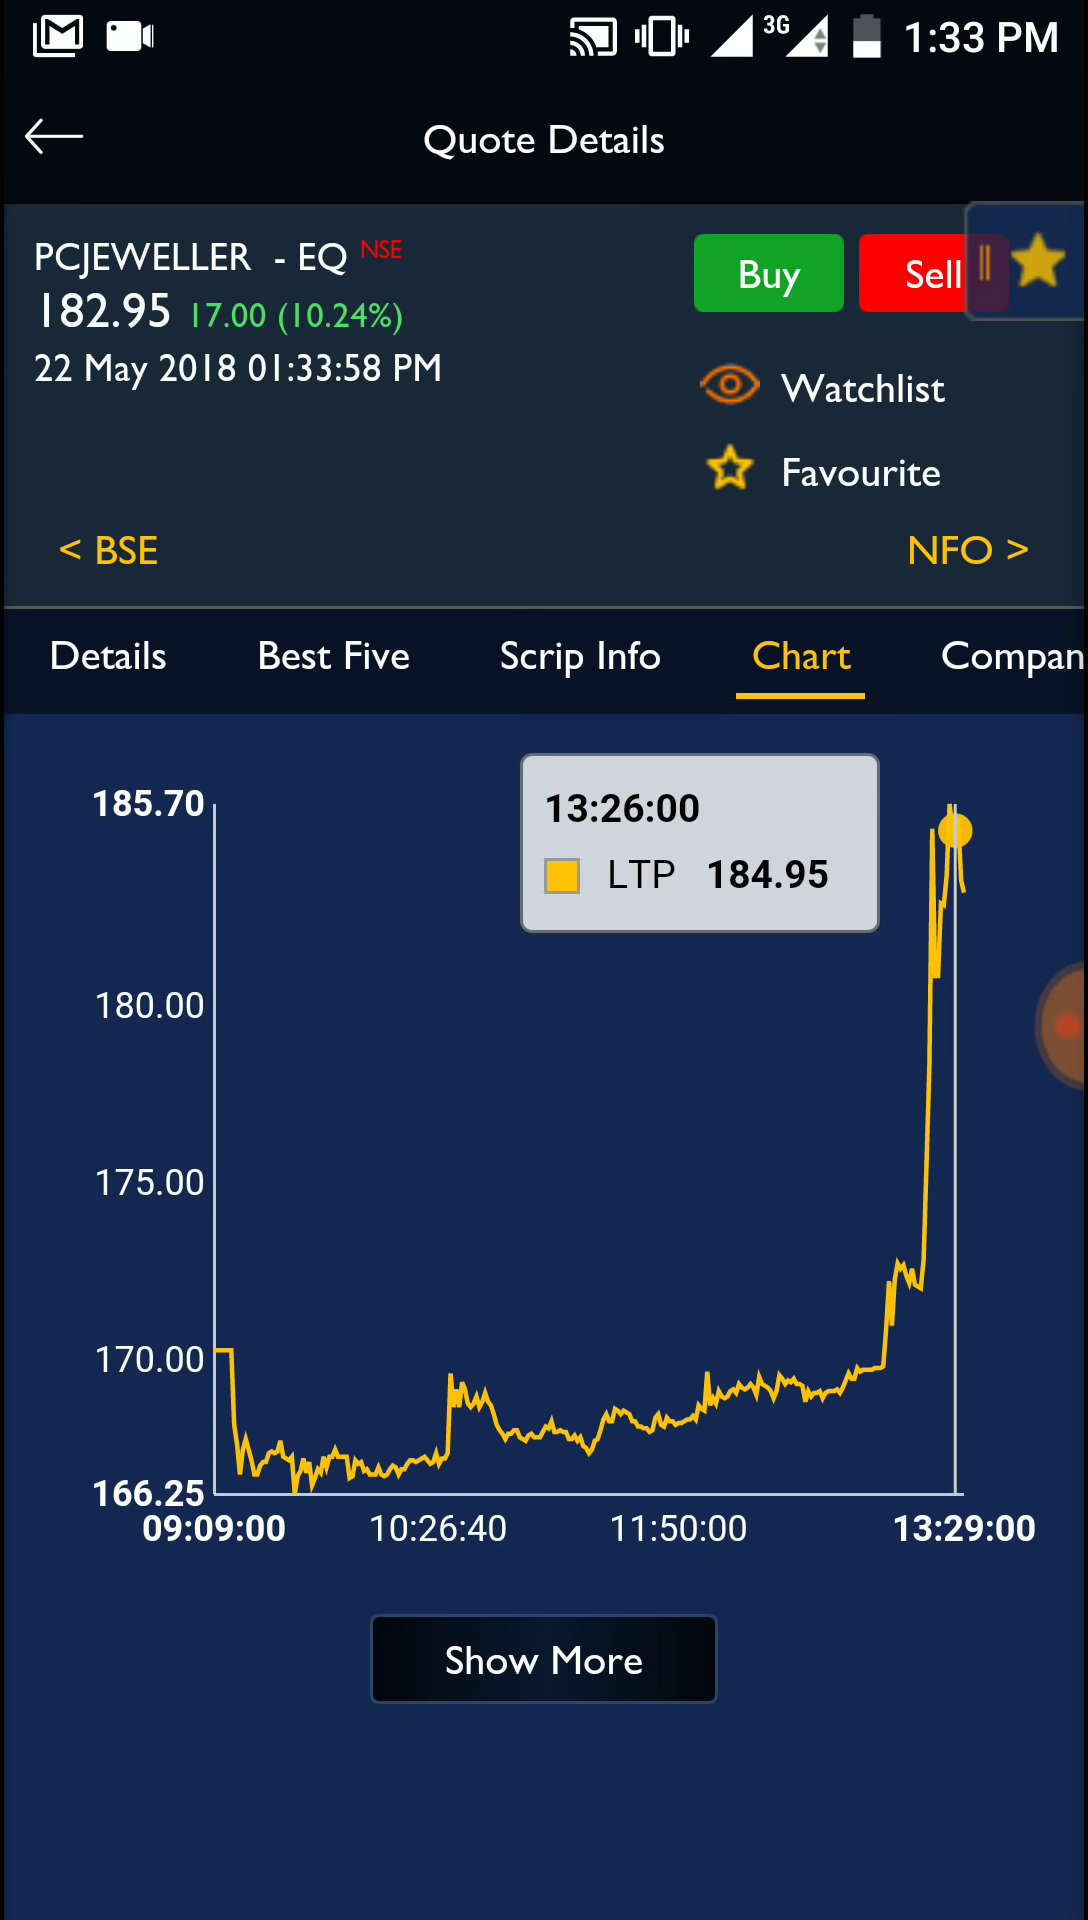 3G 1:33 PM
Quote Details
PCJEWELLER - EQ NSE
182.95 17.00 (10.24%)
22 May 2018 01:33:58 PM
Buy Sell
Watchlist
Favourite
< BSE NFO >
Details Best Five Scrip Info Chart Compan
13:26:00
LTP 184.95
185.70
180.00
175.00
170.00
166.25
09:09:00 10:26:40 11:50:00 13:29:00
Show More